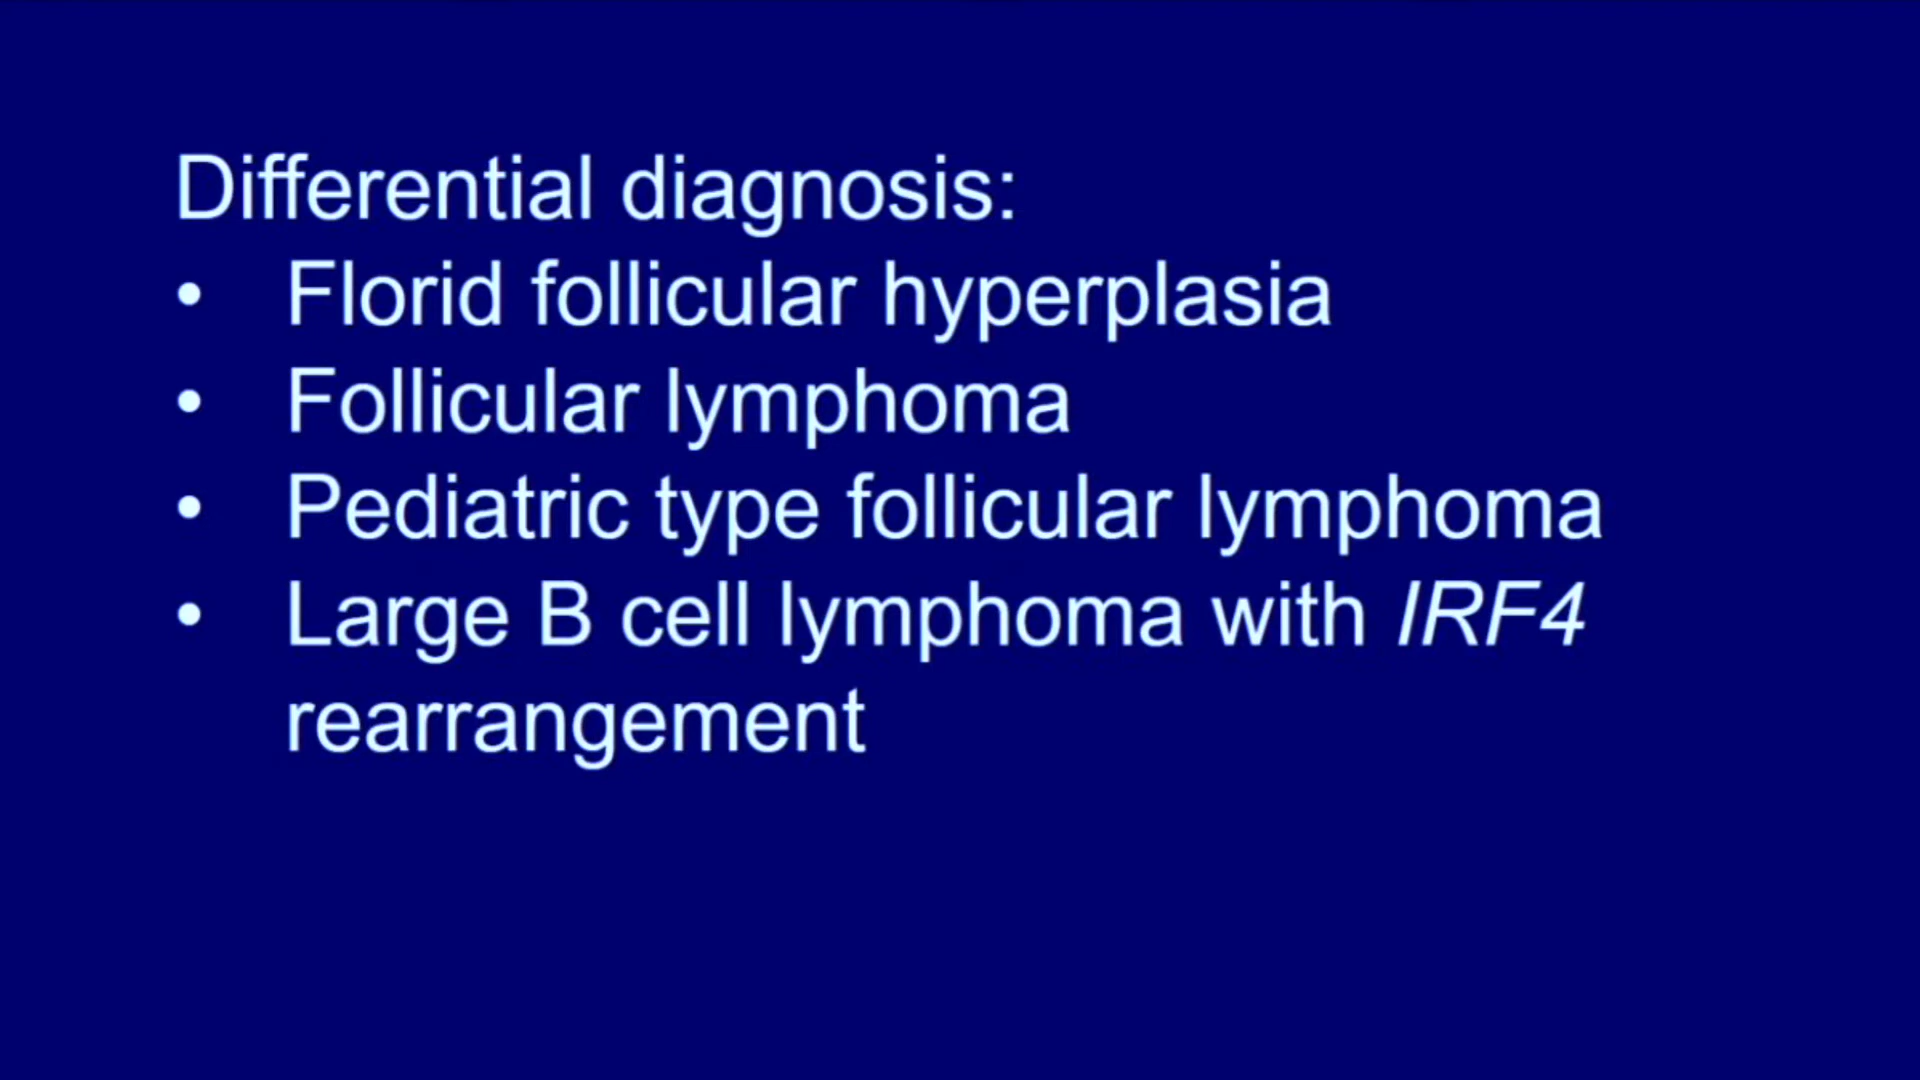 Differential diagnosis:
• Florid follicular hyperplasia
• Follicular lymphoma
• Pediatric type follicular lymphoma
• Large B cell lymphoma with IRF4
rearrangement